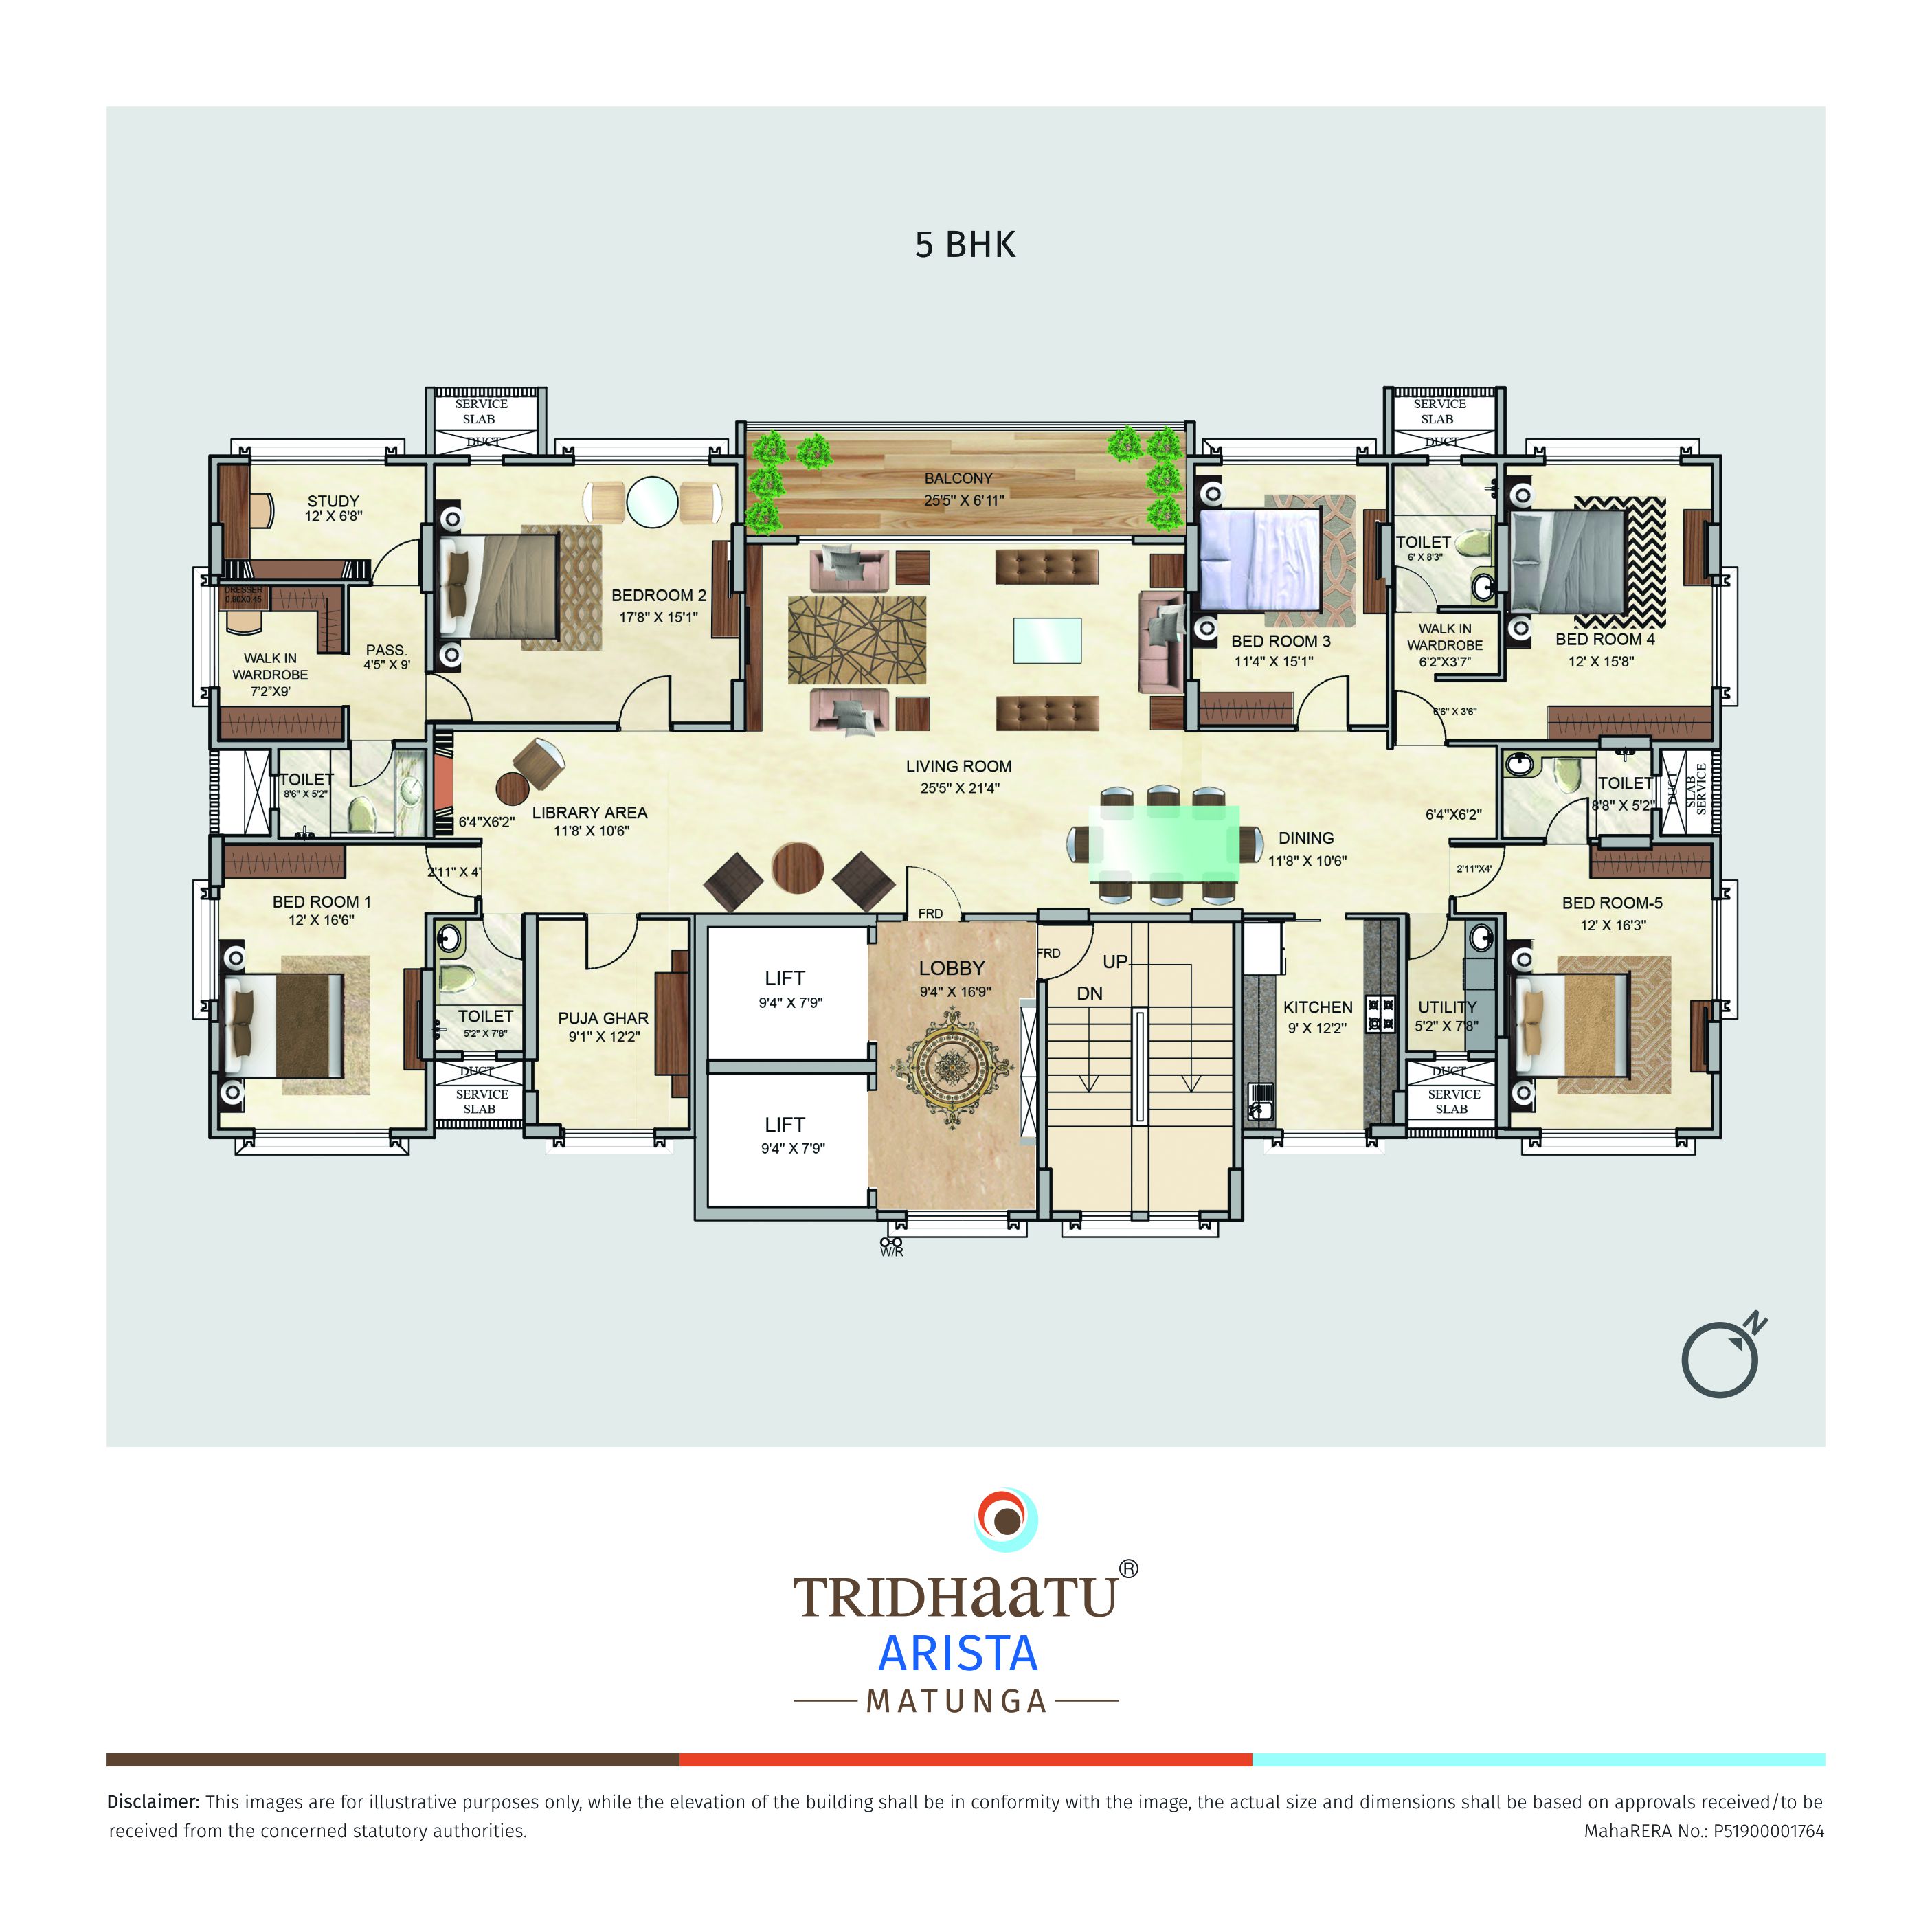 5 BHK
SERVICE
SLAB
DUCT
SERVICE
SLAB
DUCT
BALCONY
25'5" X 6'11"
STUDY
12' X 6'8"
TOILET
6' X 8'3"
DRESSER
0.90X0.45
BEDROOM 2
17'8" X 15'1"
BED ROOM 3
11'4" X 15'1"
WALK IN
WARDROBE
6'2"X3'7"
BED ROOM 4
12' X 15'8"
WALK IN
WARDROBE
7'2"X9'
PASS.
4'5" X 9'
6'6" X 3'6"
TOILET
8'6" X 5'2"
LIBRARY AREA
11'8' X 10'6"
6'4"X6'2"
LIVING ROOM
25'5" X 21'4"
DINING
11'8" X 10'6"
6'4"X6'2"
TOILET
8'8" X 5'2"
DUCT
SLAB
SERVICE
2'11" X 4'
2'11"X4'
BED ROOM 1
12' X 16'6"
BED ROOM-5
12' X 16'3"
FRD
FRD
TOILET
5'2" X 7'8"
PUJA GHAR
9'1" X 12'2"
LIFT
9'4" X 7'9"
LOBBY
9'4" X 16'9"
UP
DN
KITCHEN
9' X 12'2"
UTILITY
5'2" X 7'8"
DUCT
SERVICE
SLAB
LIFT
9'4" X 7'9"
DUCT
SERVICE
SLAB
W/R
N
TRIDHaaTU®
ARISTA
MATUNGA
Disclaimer: This images are for illustrative purposes only, while the elevation of the building shall be in conformity with the image, the actual size and dimensions shall be based on approvals received/to be
received from the concerned statutory authorities.
MahaRERA No.: P51900001764